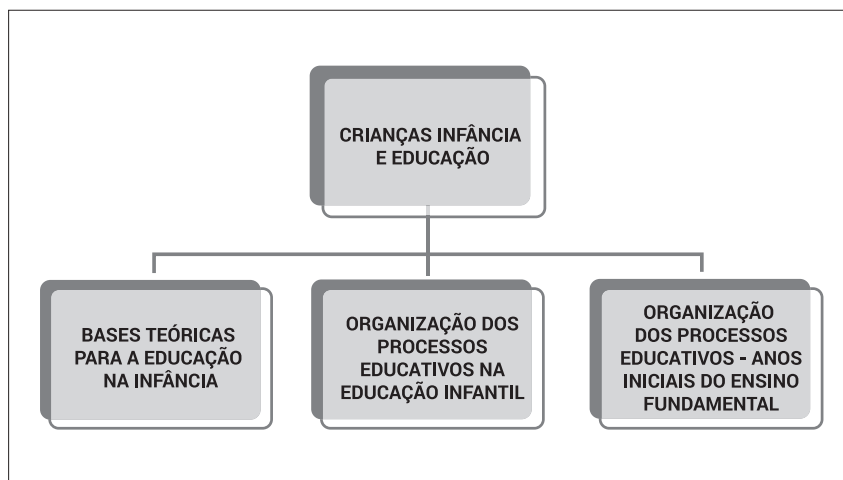 CRIANÇAS INFÂNCIA
E EDUCAÇÃO
BASES TEÓRICAS
PARA A EDUCAÇÃO
NA INFÂNCIA
ORGANIZAÇÃO DOS
PROCESSOS
EDUCATIVOS NA
EDUCAÇÃO INFANTIL
ORGANIZAÇÃO
DOS PROCESSOS
EDUCATIVOS - ANOS
INICIAIS DO ENSINO
FUNDAMENTAL